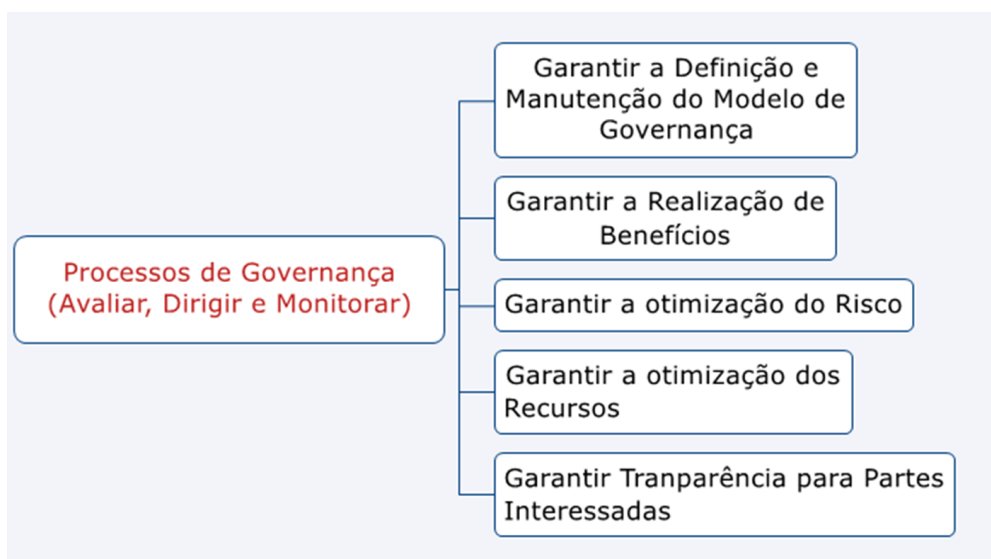 Processos de Governança
(Avaliar, Dirigir e Monitorar)
Garantir a Definição e
Manutenção do Modelo de
Governança
Garantir a Realização de
Benefícios
Garantir a otimização do Risco
Garantir a otimização dos
Recursos
Garantir Tranparência para Partes
Interessadas